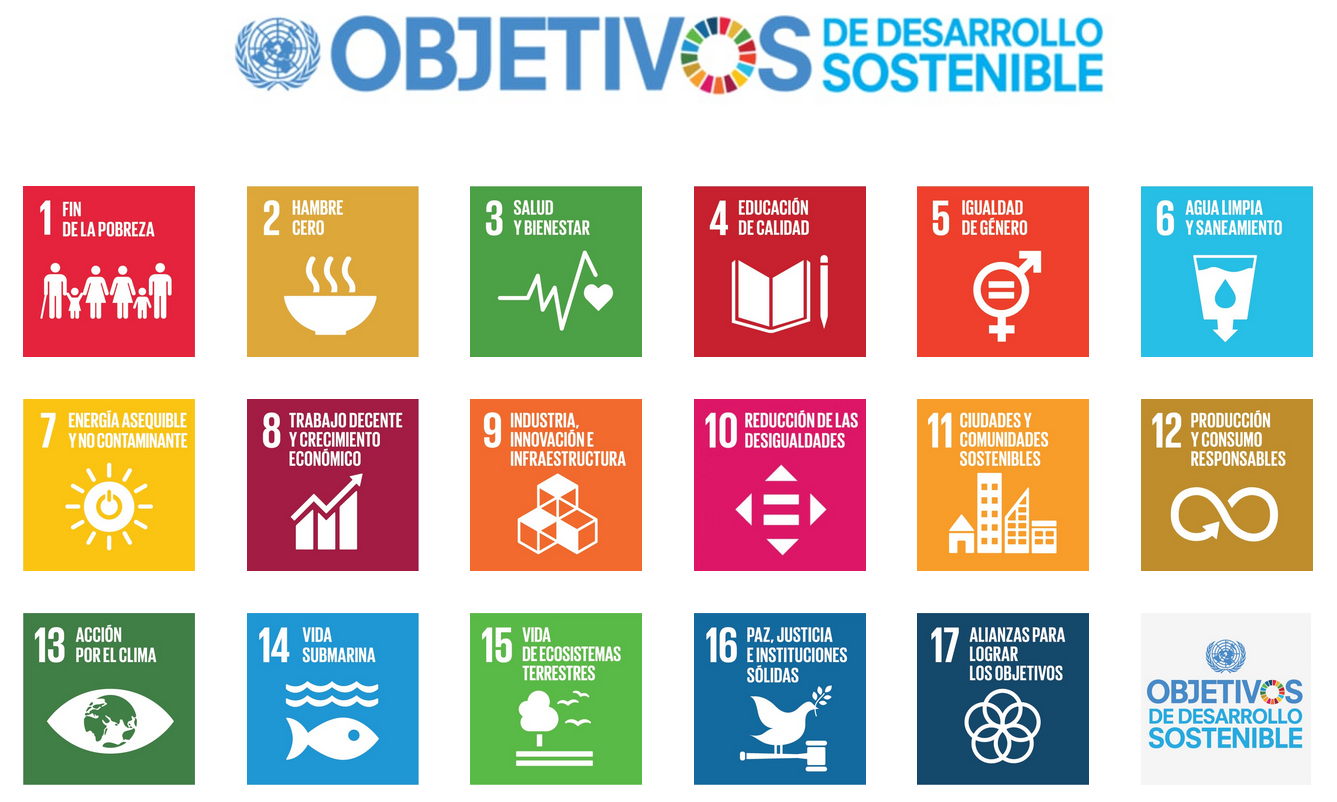 OBJETIVOS DE DESARROLLO
SOSTENIBLE
1 FIN
DE LA POBREZA
2 HAMBRE
CERO
3 SALUD
Y BIENESTAR
4 EDUCACIÓN
DE CALIDAD
5 IGUALDAD
DE GÉNERO
6 AGUA LIMPIA
Y SANEAMIENTO
7 ENERGÍA ASEQUIBLE
Y NO CONTAMINANTE
8 TRABAJO DECENTE
Y CRECIMIENTO
ECONÓMICO
9 INDUSTRIA,
INNOVACIÓN E
INFRAESTRUCTURA
10 REDUCCIÓN DE LAS
DESIGUALDADES
11 CIUDADES Y
COMUNIDADES
SOSTENIBLES
12 PRODUCCIÓN
Y CONSUMO
RESPONSABLES
13 ACCIÓN
POR EL CLIMA
14 VIDA
SUBMARINA
15 VIDA
DE ECOSISTEMAS
TERRESTRES
16 PAZ, JUSTICIA
E INSTITUCIONES
SÓLIDAS
17 ALIANZAS PARA
LOGRAR
LOS OBJETIVOS
OBJETIVOS
DE DESARROLLO
SOSTENIBLE